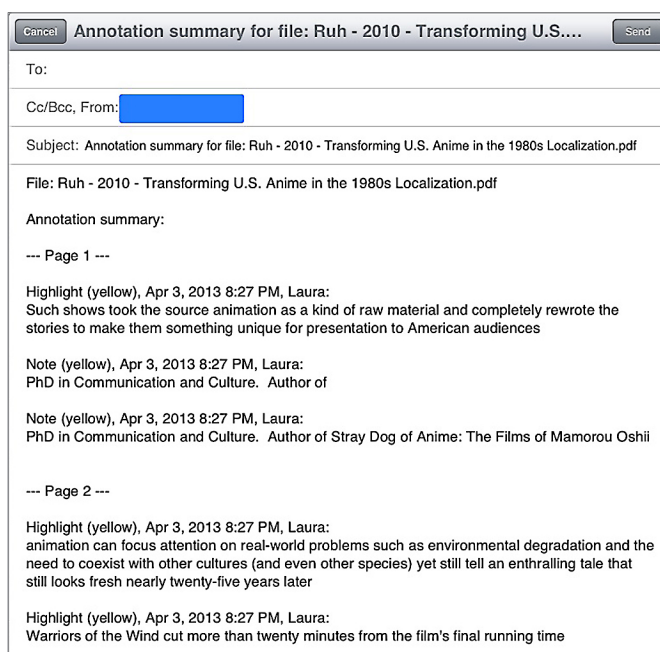 Cancel Annotation summary for file: Ruh - 2010 - Transforming U.S.... Send
To:
Cc/Bcc, From:
Subject: Annotation summary for file: Ruh - 2010 - Transforming U.S. Anime in the 1980s Localization.pdf
File: Ruh - 2010 - Transforming U.S. Anime in the 1980s Localization.pdf
Annotation summary:
--- Page 1 ---
Highlight (yellow), Apr 3, 2013 8:27 PM, Laura:
Such shows took the source animation as a kind of raw material and completely rewrote the
stories to make them something unique for presentation to American audiences
Note (yellow), Apr 3, 2013 8:27 PM, Laura:
PhD in Communication and Culture.  Author of
Note (yellow), Apr 3, 2013 8:27 PM, Laura:
PhD in Communication and Culture.  Author of Stray Dog of Anime: The Films of Mamorou Oshii
--- Page 2 ---
Highlight (yellow), Apr 3, 2013 8:27 PM, Laura:
animation can focus attention on real-world problems such as environmental degradation and the
need to coexist with other cultures (and even other species) yet still tell an enthralling tale that
still looks fresh nearly twenty-five years later
Highlight (yellow), Apr 3, 2013 8:27 PM, Laura:
Warriors of the Wind cut more than twenty minutes from the film's final running time